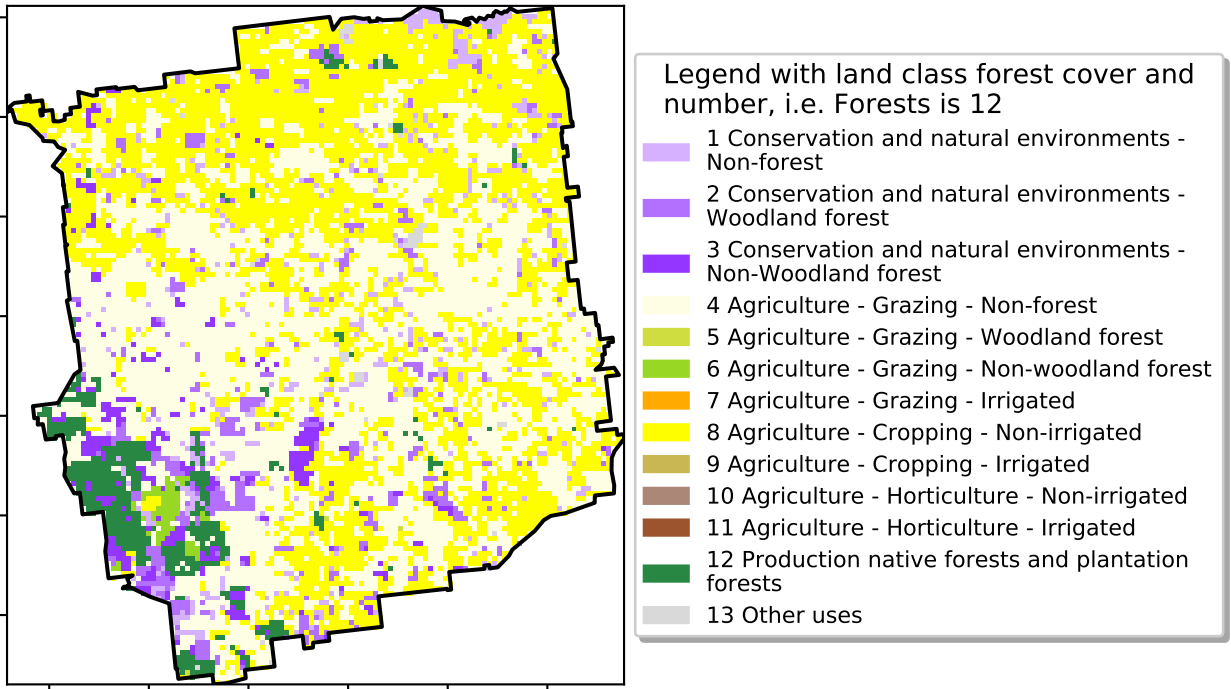 Legend with land class forest cover and
number, i.e. Forests is 12
1 Conservation and natural environments -
Non-forest
2 Conservation and natural environments -
Woodland forest
3 Conservation and natural environments -
Non-Woodland forest
4 Agriculture - Grazing - Non-forest
5 Agriculture - Grazing - Woodland forest
6 Agriculture - Grazing - Non-woodland forest
7 Agriculture - Grazing - Irrigated
8 Agriculture - Cropping - Non-irrigated
9 Agriculture - Cropping - Irrigated
10 Agriculture - Horticulture - Non-irrigated
11 Agriculture - Horticulture - Irrigated
12 Production native forests and plantation
forests
13 Other uses